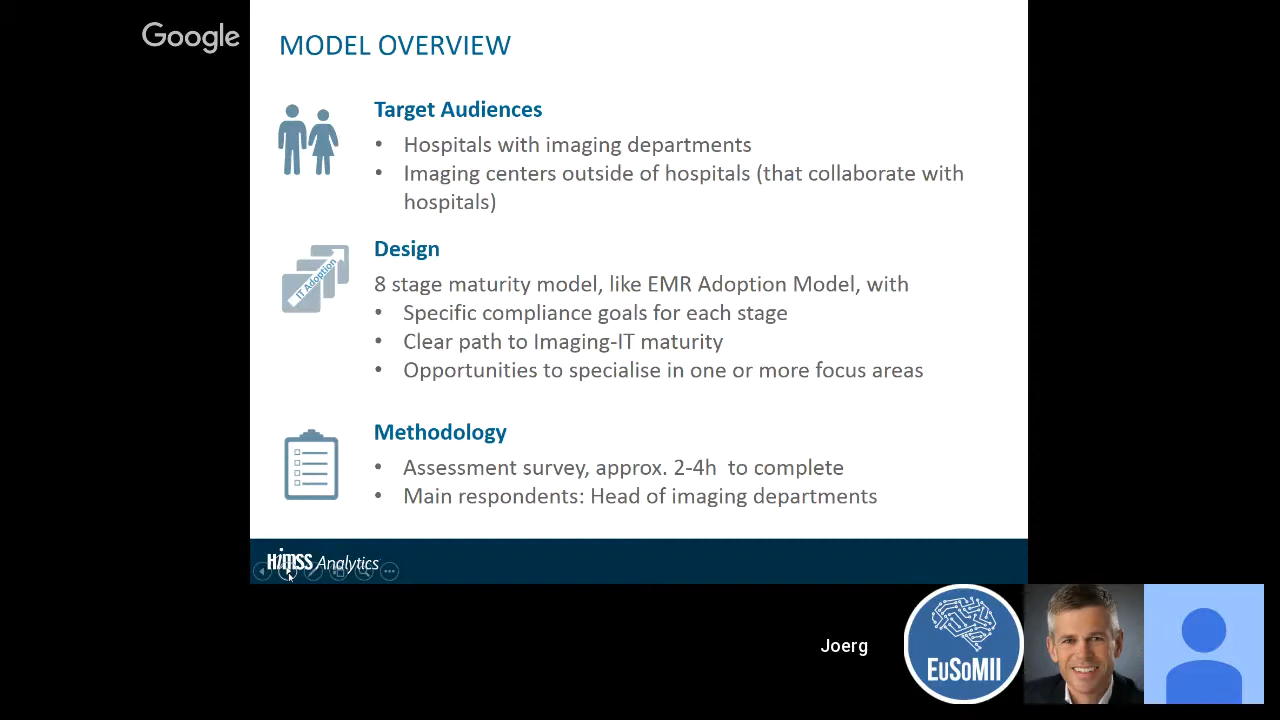 Google
MODEL OVERVIEW
Target Audiences
• Hospitals with imaging departments
• Imaging centers outside of hospitals (that collaborate with
hospitals)
IT Adoption
Design
8 stage maturity model, like EMR Adoption Model, with
• Specific compliance goals for each stage
• Clear path to Imaging-IT maturity
• Opportunities to specialise in one or more focus areas
Methodology
• Assessment survey, approx. 2-4h to complete
• Main respondents: Head of imaging departments
HiMSS Analytics
Joerg
EuSoMII